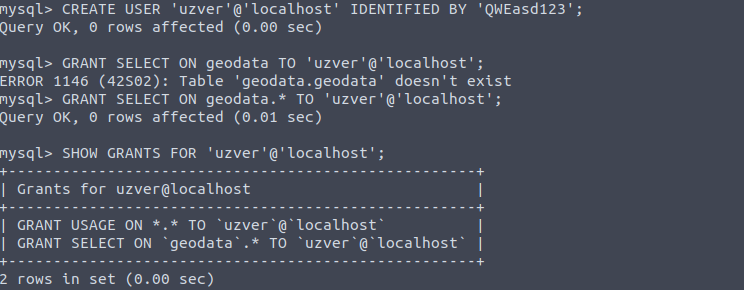 mysql> CREATE USER 'uzver'@'localhost' IDENTIFIED BY 'QWEasd123';
Query OK, 0 rows affected (0.00 sec)

mysql> GRANT SELECT ON geodata TO 'uzver'@'localhost';
ERROR 1146 (42S02): Table 'geodata.geodata' doesn't exist
mysql> GRANT SELECT ON geodata.* TO 'uzver'@'localhost';
Query OK, 0 rows affected (0.01 sec)

mysql> SHOW GRANTS FOR 'uzver'@'localhost';
+----------------------------------------------------+
| Grants for uzver@localhost                         |
+----------------------------------------------------+
| GRANT USAGE ON *.* TO `uzver`@`localhost`          |
| GRANT SELECT ON `geodata`.* TO `uzver`@`localhost` |
+----------------------------------------------------+
2 rows in set (0.00 sec)